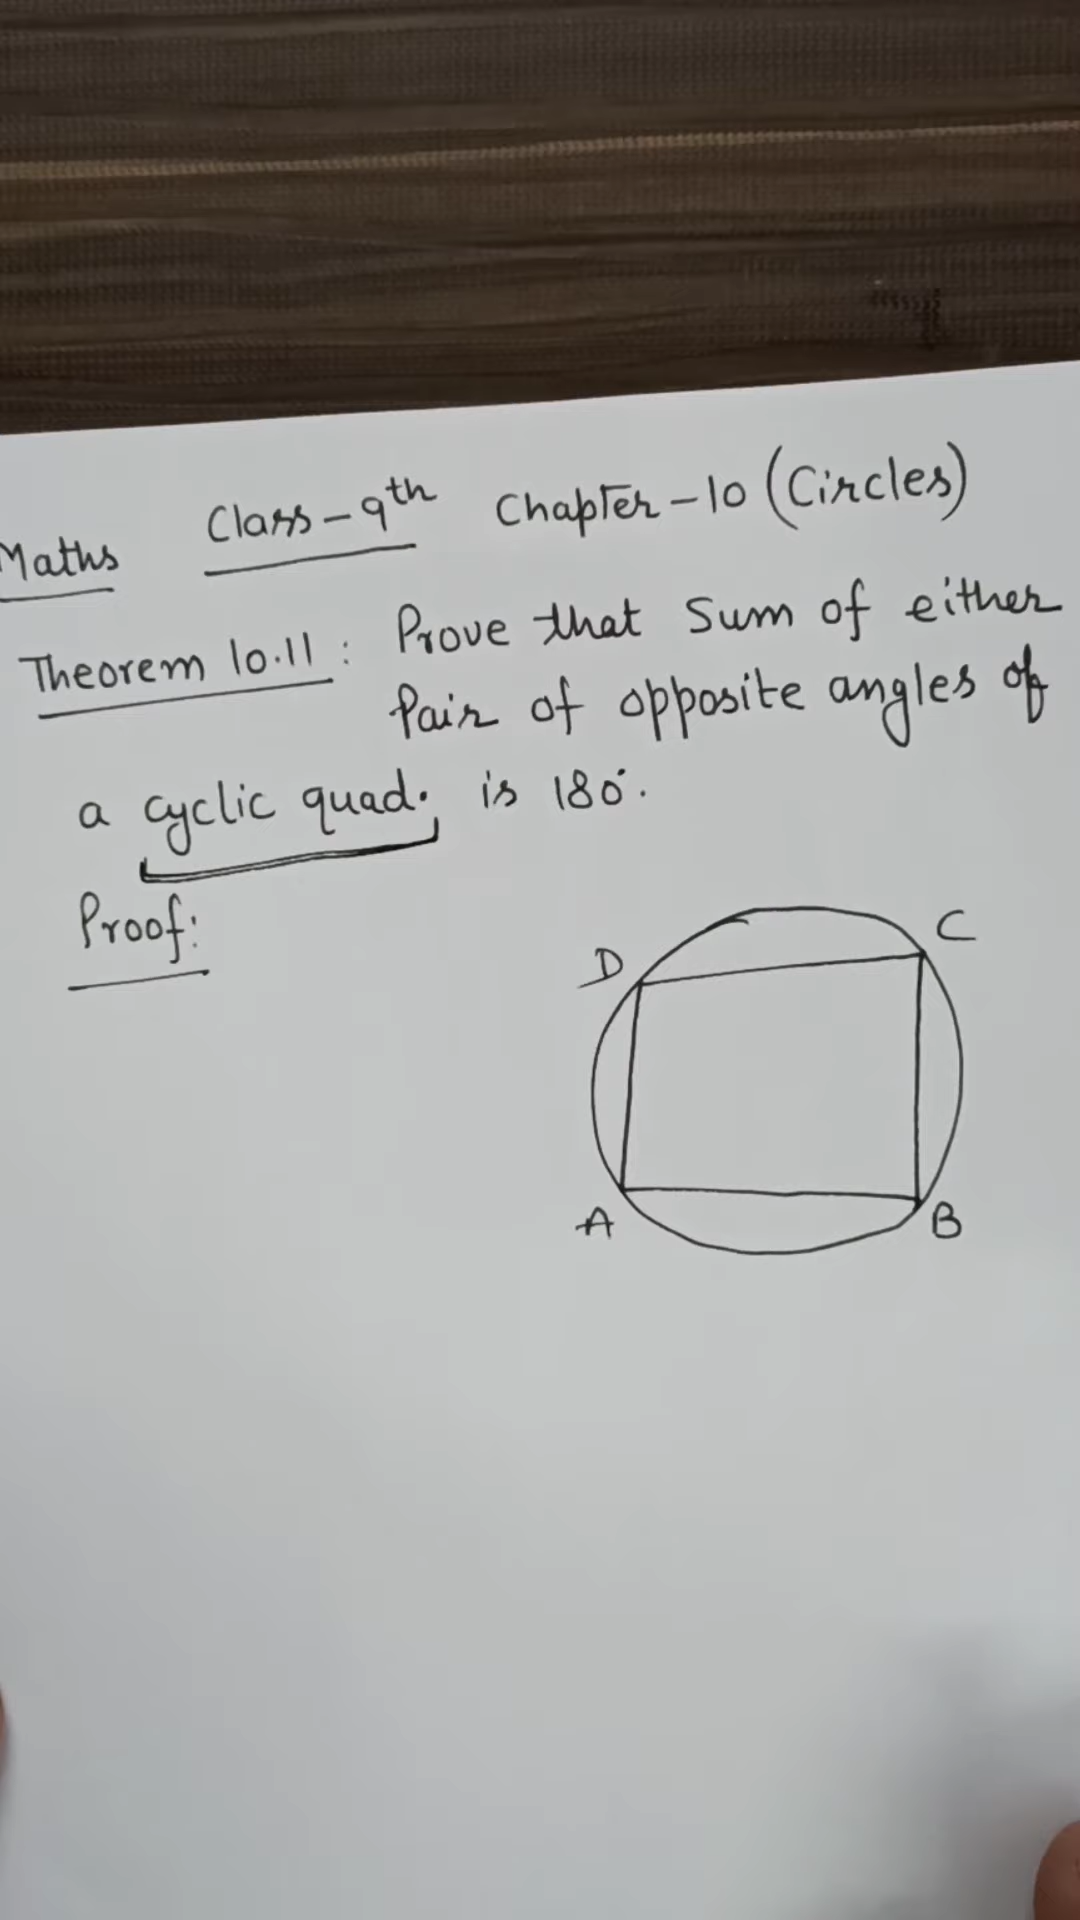 Maths Class-9th Chapter-10 (Circles)
Theorem 10.11: Prove that Sum of either
Pair of opposite angles of
a cyclic quad. is 180°.
Proof:
D C
A B